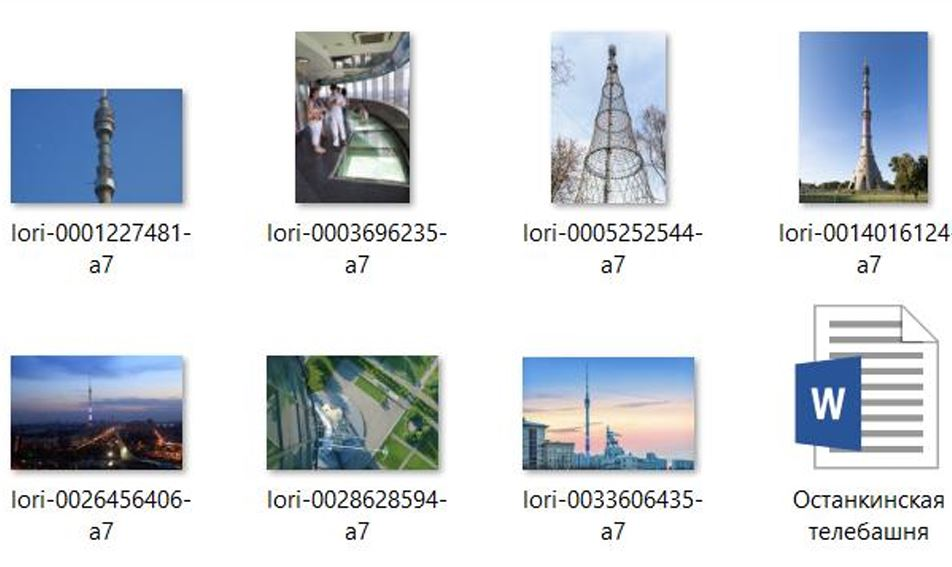 lori-0001227481-
a7
lori-0003696235-
a7
lori-0005252544-
a7
lori-0014016124
a7
lori-0026456406-
a7
lori-0028628594-
a7
lori-0033606435-
a7
W
Останкинская
телебашня